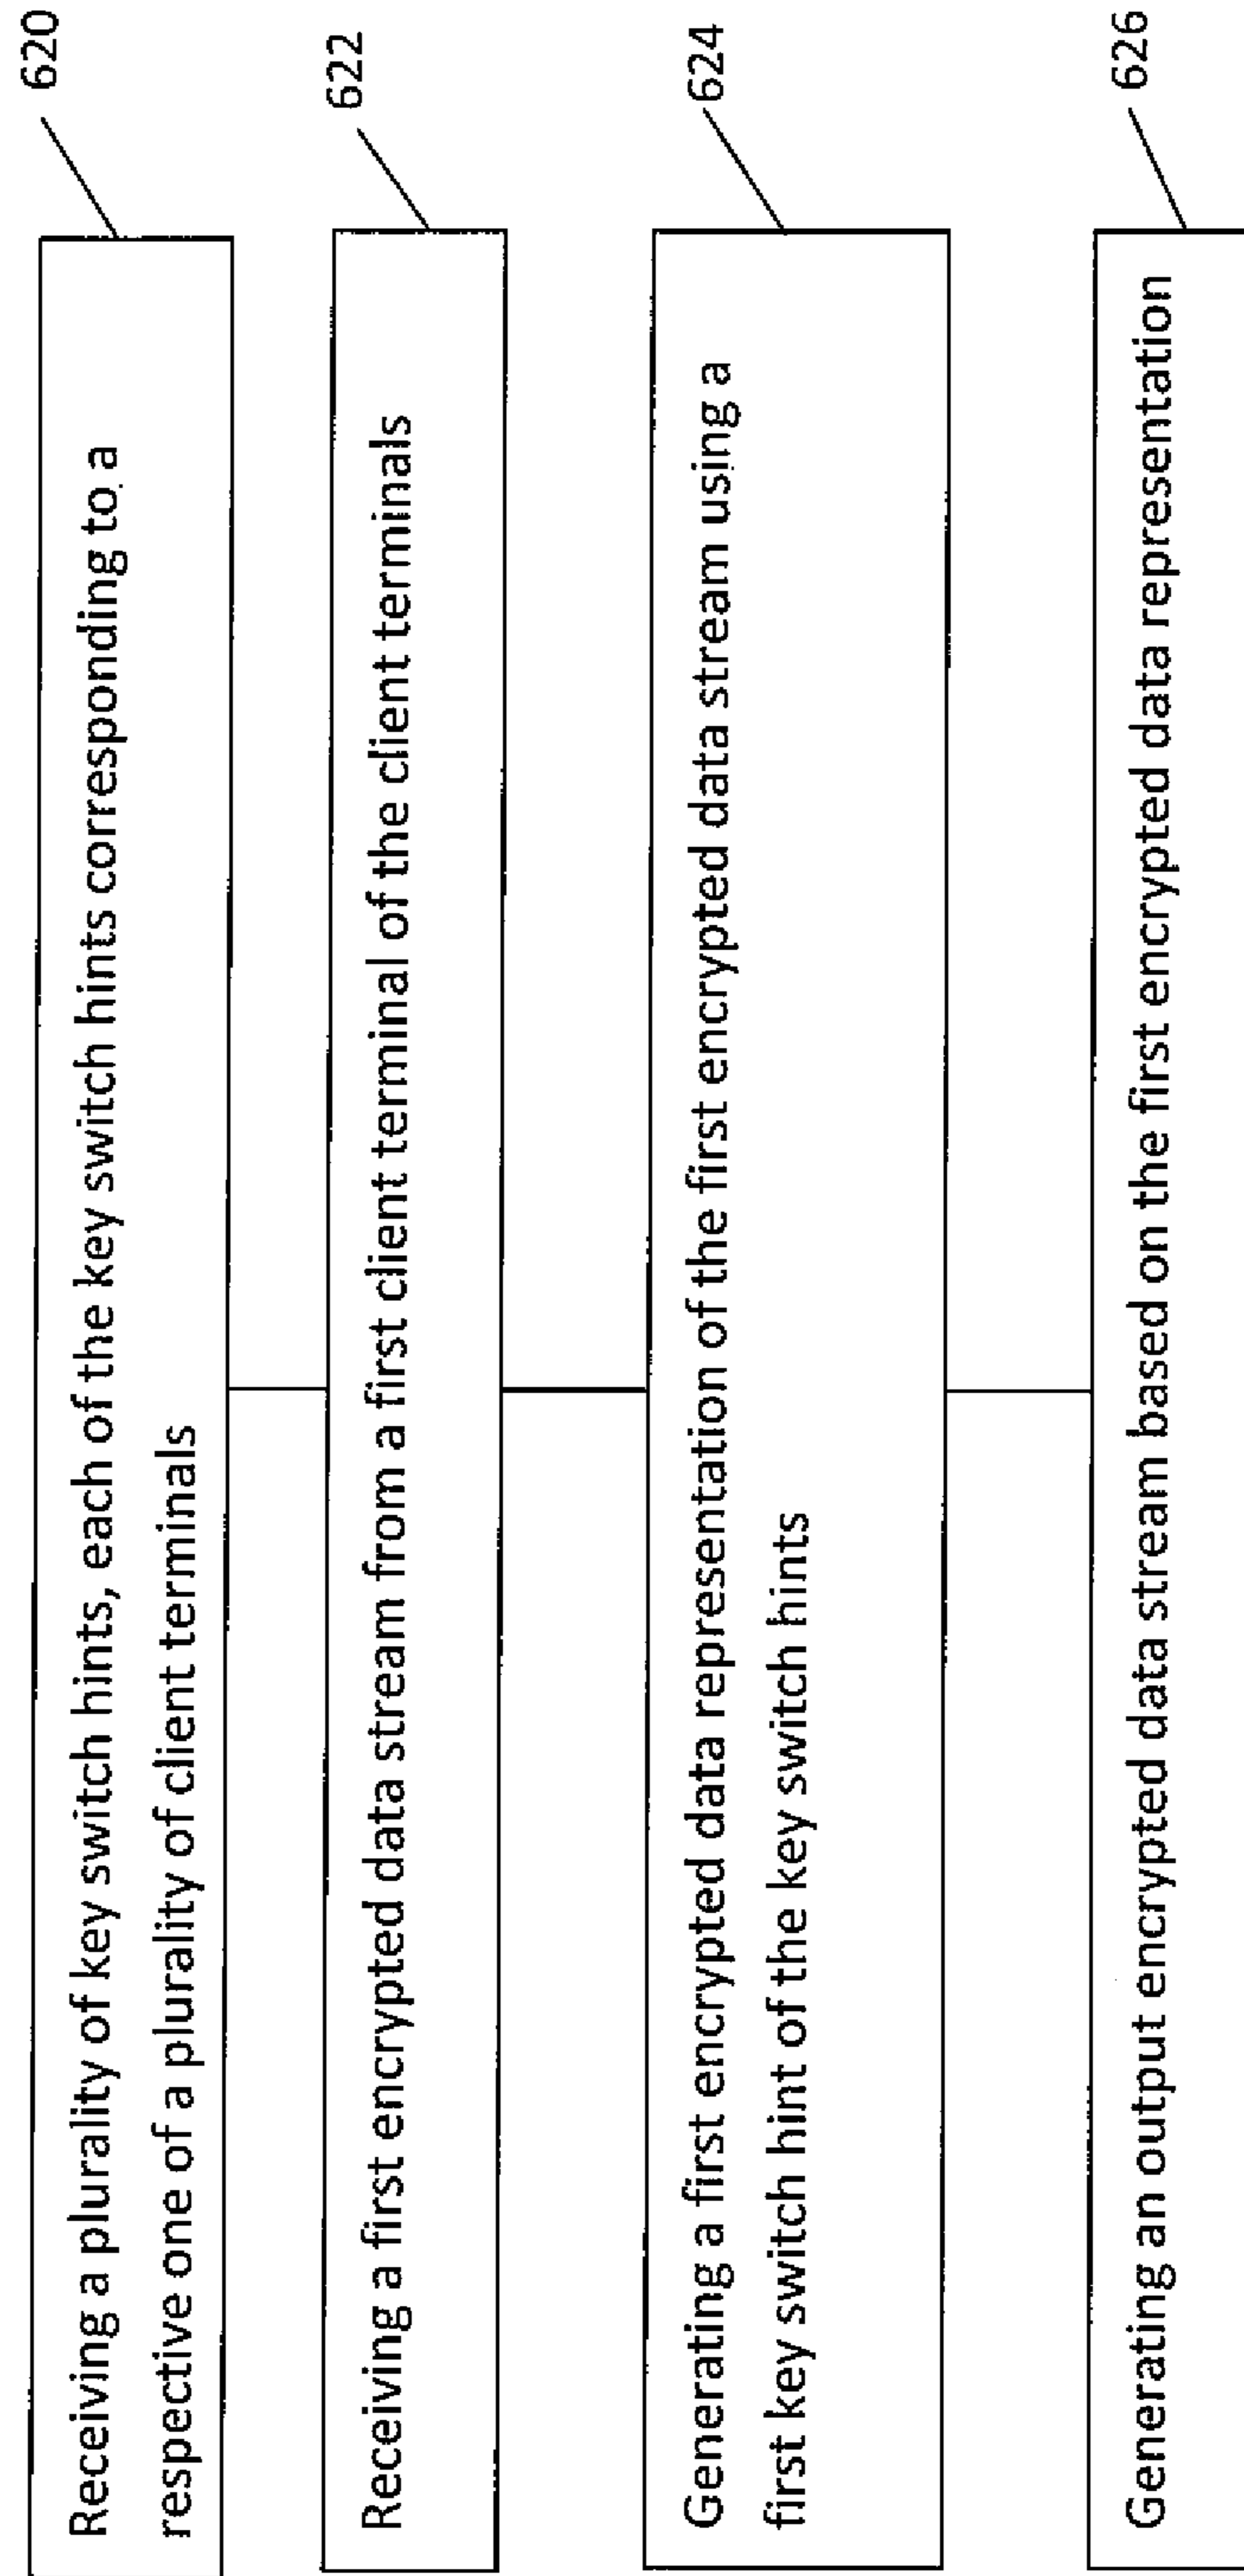 Receiving a plurality of key switch hints, each of the key switch hints corresponding to a
respective one of a plurality of client terminals
620
Receiving a first encrypted data stream from a first client terminal of the client terminals
622
Generating a first encrypted data representation of the first encrypted data stream using a
first key switch hint of the key switch hints
624
Generating an output encrypted data stream based on the first encrypted data representation
626